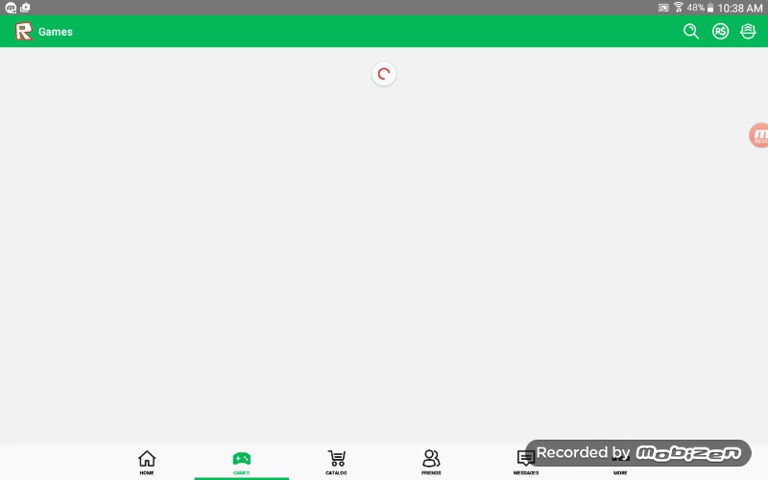 48% 10:38 AM
R Games
R$
HOME GAMES CATALOG FRIENDS MESSAGES MORE
Recorded by mobizen